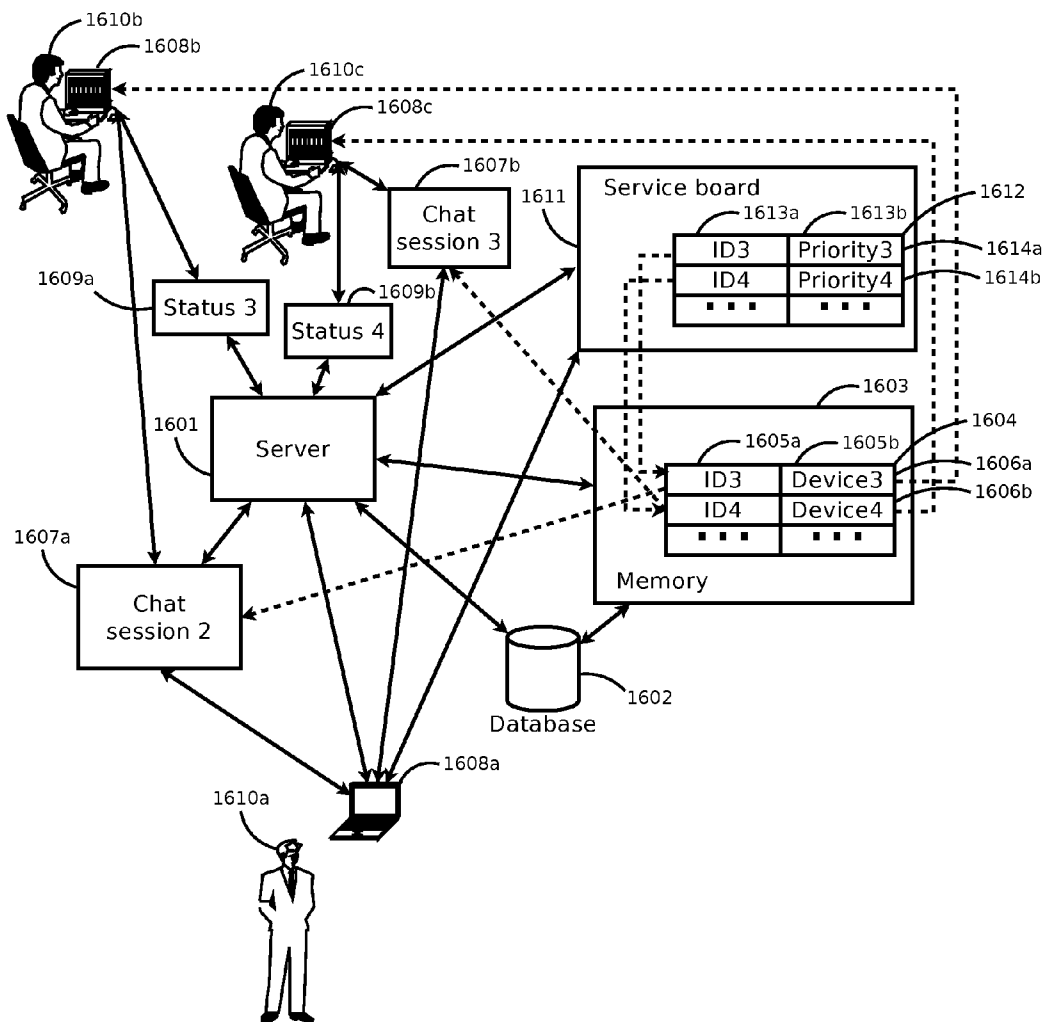 1610b
1608b
1610c
1608c
1607b
Chat
session 3
1611
Service board
1613a
1613b
1612
ID3
Priority3
1614a
ID4
Priority4
1614b
▪ ▪ ▪
▪ ▪ ▪
1609a
Status 3
1609b
Status 4
1601
Server
1603
1605a
1605b
1604
ID3
Device3
1606a
ID4
Device4
1606b
▪ ▪ ▪
▪ ▪ ▪
Memory
1607a
Chat
session 2
1602
Database
1608a
1610a